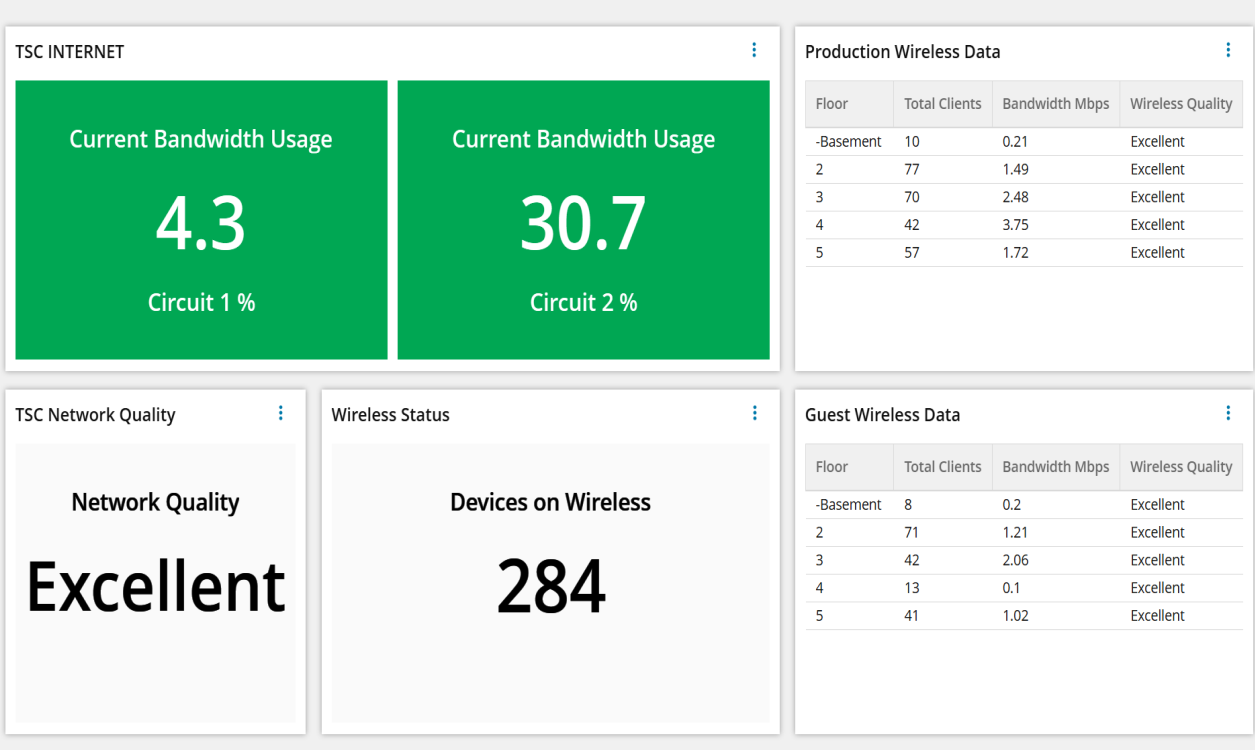 TSC INTERNET
Current Bandwidth Usage
4.3
Circuit 1 %
Current Bandwidth Usage
30.7
Circuit 2 %
Production Wireless Data
Floor Total Clients Bandwidth Mbps Wireless Quality
-Basement 10 0.21 Excellent
2 77 1.49 Excellent
3 70 2.48 Excellent
4 42 3.75 Excellent
5 57 1.72 Excellent
TSC Network Quality
Network Quality
Excellent
Wireless Status
Devices on Wireless
284
Guest Wireless Data
Floor Total Clients Bandwidth Mbps Wireless Quality
-Basement 8 0.2 Excellent
2 71 1.21 Excellent
3 42 2.06 Excellent
4 13 0.1 Excellent
5 41 1.02 Excellent